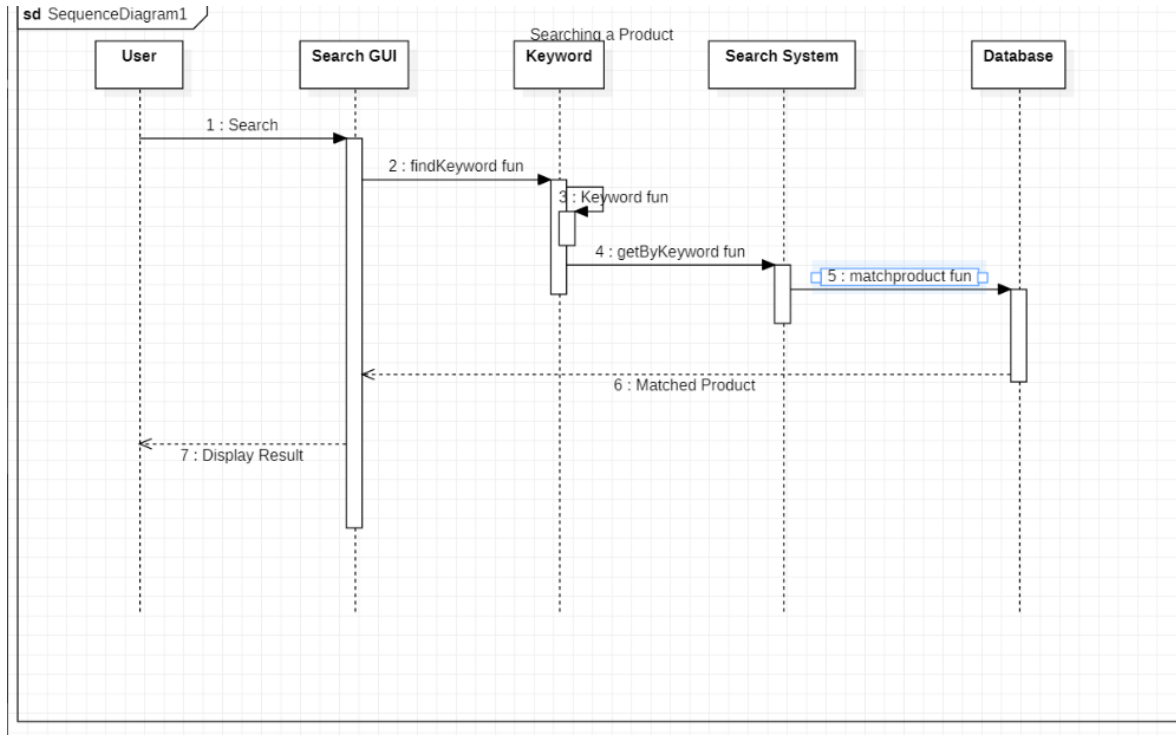 sd SequenceDiagram1
Searching a Product
User
Search GUI
Keyword
Search System
Database
1 : Search
2 : findKeyword fun
3 : Keyword fun
4 : getByKeyword fun
5 : matchproduct fun
6 : Matched Product
7 : Display Result